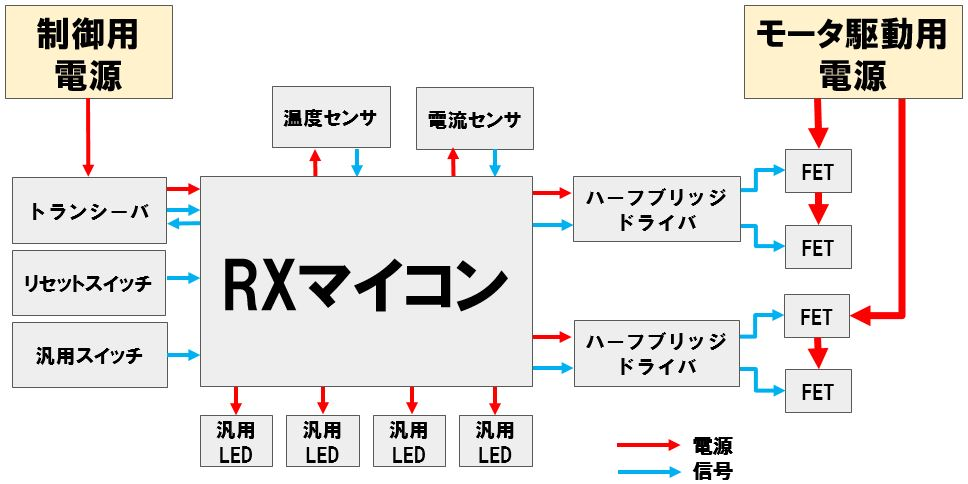 制御用
電源
モータ駆動用
電源
温度センサ
電流センサ
トランシーバ
リセットスイッチ
汎用スイッチ
RXマイコン
ハーフブリッジ
ドライバ
FET
FET
ハーフブリッジ
ドライバ
FET
FET
汎用
LED
汎用
LED
汎用
LED
汎用
LED
電源
信号